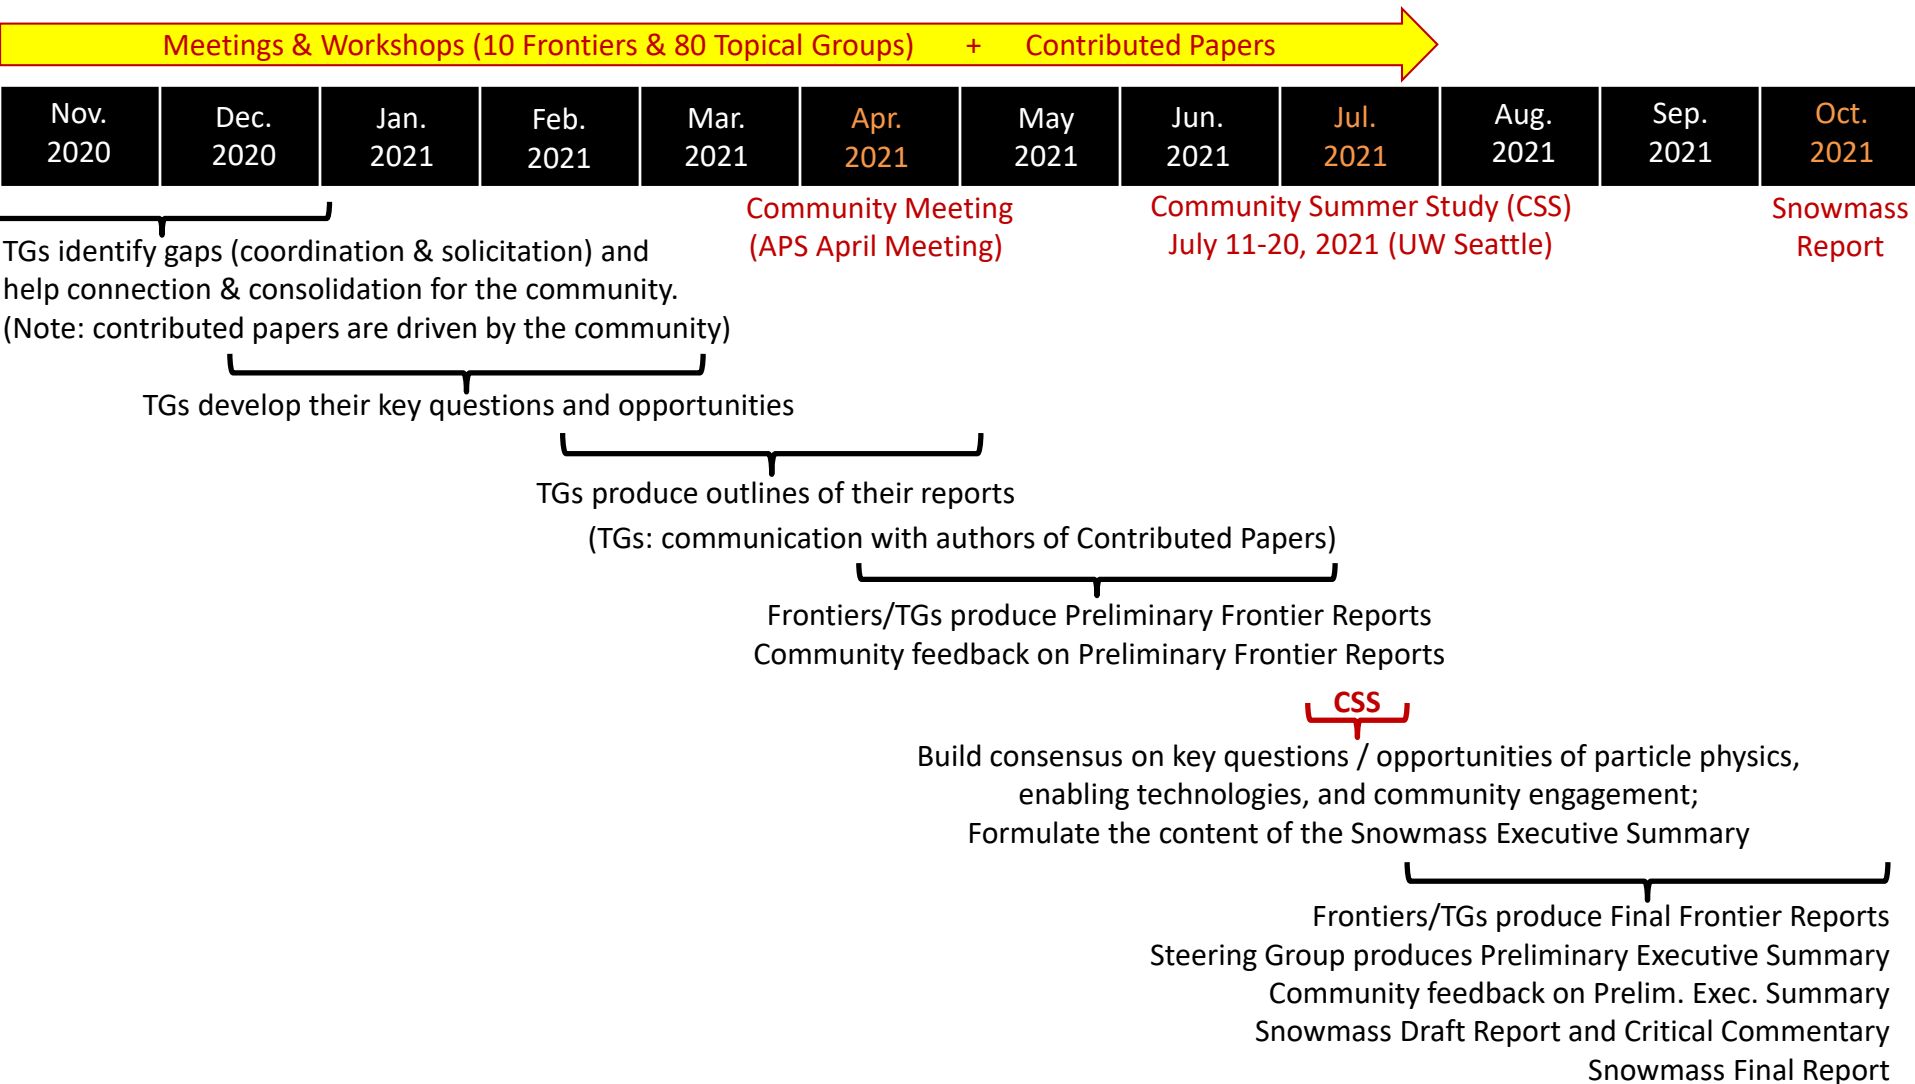 Meetings & Workshops (10 Frontiers & 80 Topical Groups) + Contributed Papers
Nov. 2020
Dec. 2020
Jan. 2021
Feb. 2021
Mar. 2021
Apr. 2021
May 2021
Jun. 2021
Jul. 2021
Aug. 2021
Sep. 2021
Oct. 2021
Community Meeting
(APS April Meeting)
Community Summer Study (CSS)
July 11-20, 2021 (UW Seattle)
Snowmass
Report
TGs identify gaps (coordination & solicitation) and
help connection & consolidation for the community.
(Note: contributed papers are driven by the community)
TGs develop their key questions and opportunities
TGs produce outlines of their reports
(TGs: communication with authors of Contributed Papers)
Frontiers/TGs produce Preliminary Frontier Reports
Community feedback on Preliminary Frontier Reports
CSS
Build consensus on key questions / opportunities of particle physics,
enabling technologies, and community engagement;
Formulate the content of the Snowmass Executive Summary
Frontiers/TGs produce Final Frontier Reports
Steering Group produces Preliminary Executive Summary
Community feedback on Prelim. Exec. Summary
Snowmass Draft Report and Critical Commentary
Snowmass Final Report